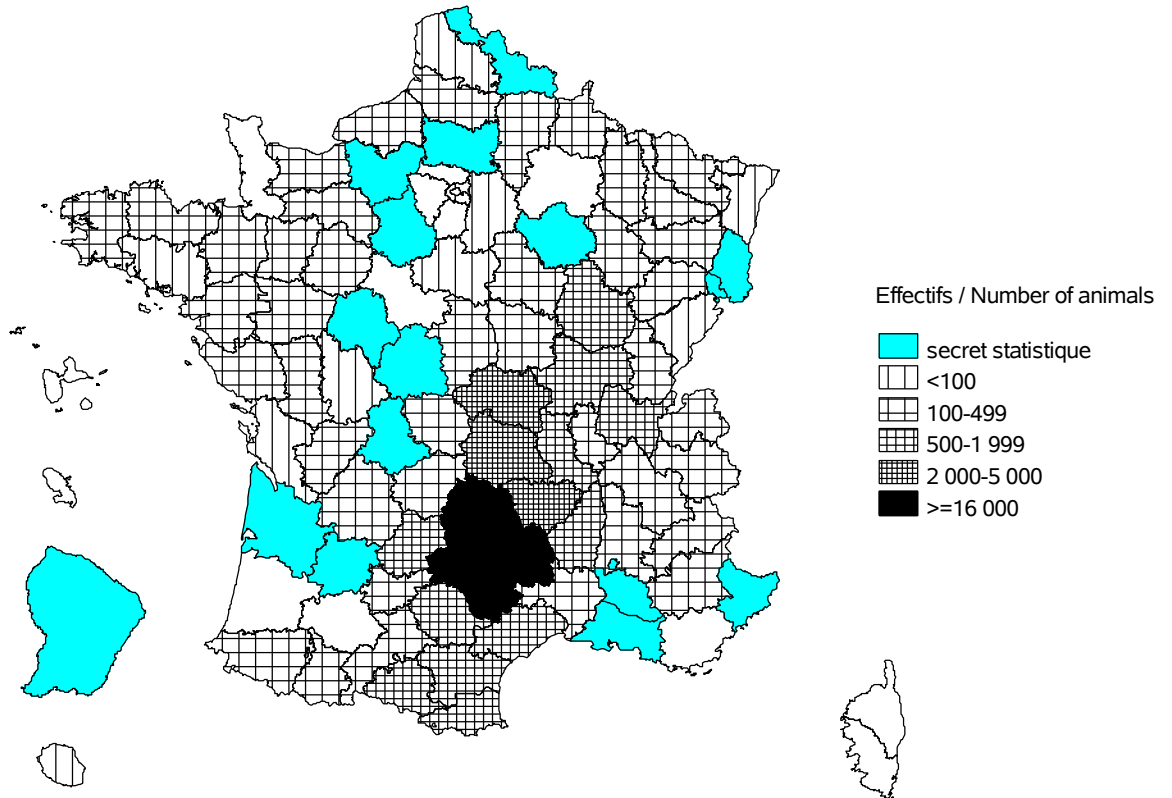 Effectifs / Number of animals
secret statistique
<100
100-499
500-1 999
2 000-5 000
>=16 000